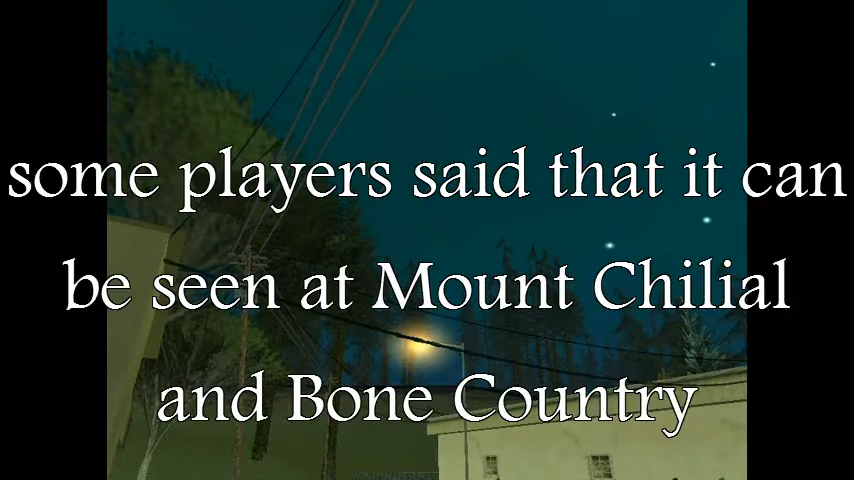 some players said that it can
be seen at Mount Chilial
and Bone Country